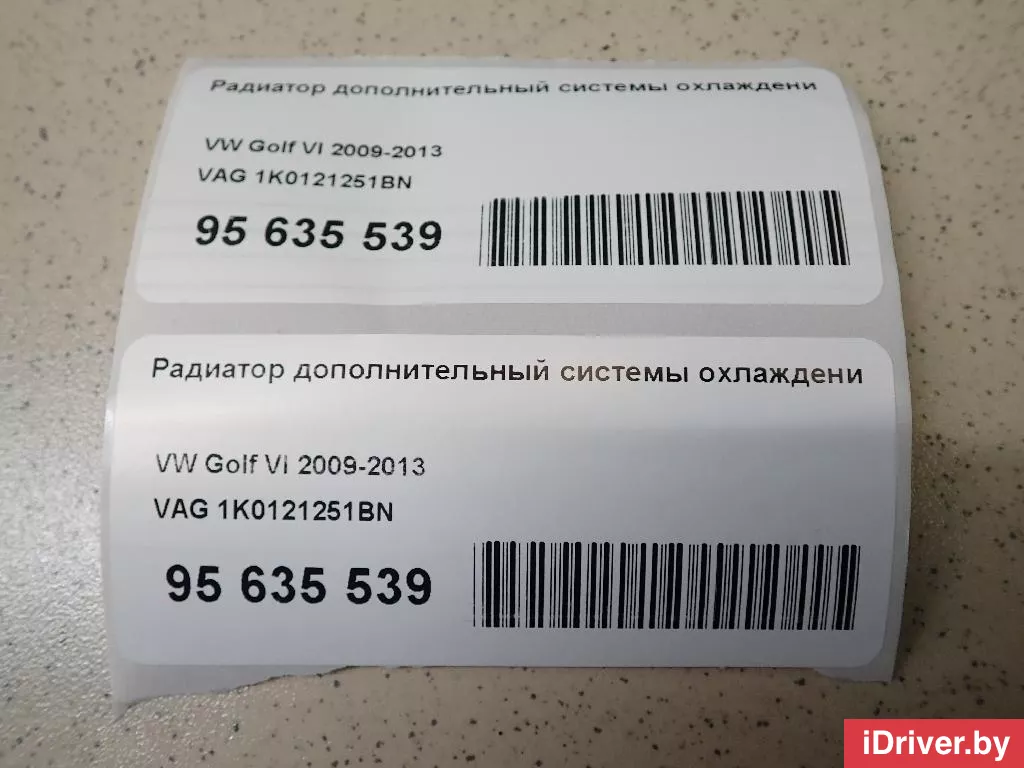 Радиатор дополнительный системы охлаждени
VW Golf VI 2009-2013
VAG 1K0121251BN
95 635 539
Радиатор дополнительный системы охлаждени
VW Golf VI 2009-2013
VAG 1K0121251BN
95 635 539
iDriver.by